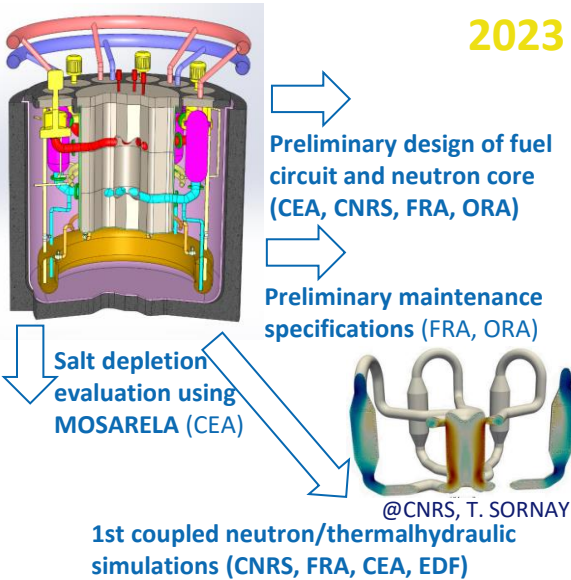 2023
Preliminary design of fuel
circuit and neutron core
(CEA, CNRS, FRA, ORA)
Preliminary maintenance
specifications (FRA, ORA)
Salt depletion
evaluation using
MOSARELA (CEA)
@CNRS, T. SORNAY
1st coupled neutron/thermalhydraulic
simulations (CNRS, FRA, CEA, EDF)